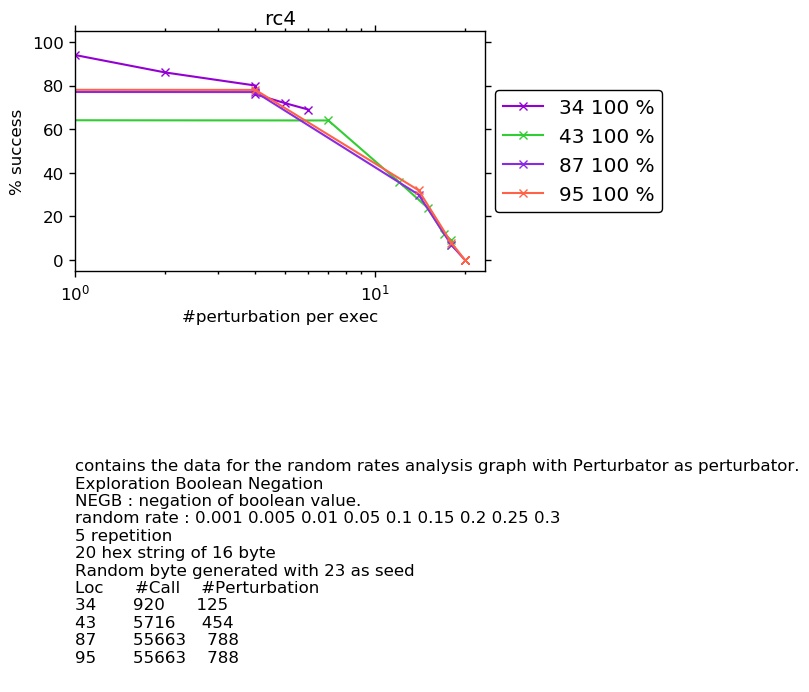 rc4
100
80
60
40
20
0
% success
10^0 10^1
#perturbation per exec
34 100 %
43 100 %
87 100 %
95 100 %
contains the data for the random rates analysis graph with Perturbator as perturbator.
Exploration Boolean Negation
NEGB : negation of boolean value.
random rate : 0.001 0.005 0.01 0.05 0.1 0.15 0.2 0.25 0.3
5 repetition
20 hex string of 16 byte
Random byte generated with 23 as seed
Loc #Call #Perturbation
34 920 125
43 5716 454
87 55663 788
95 55663 788